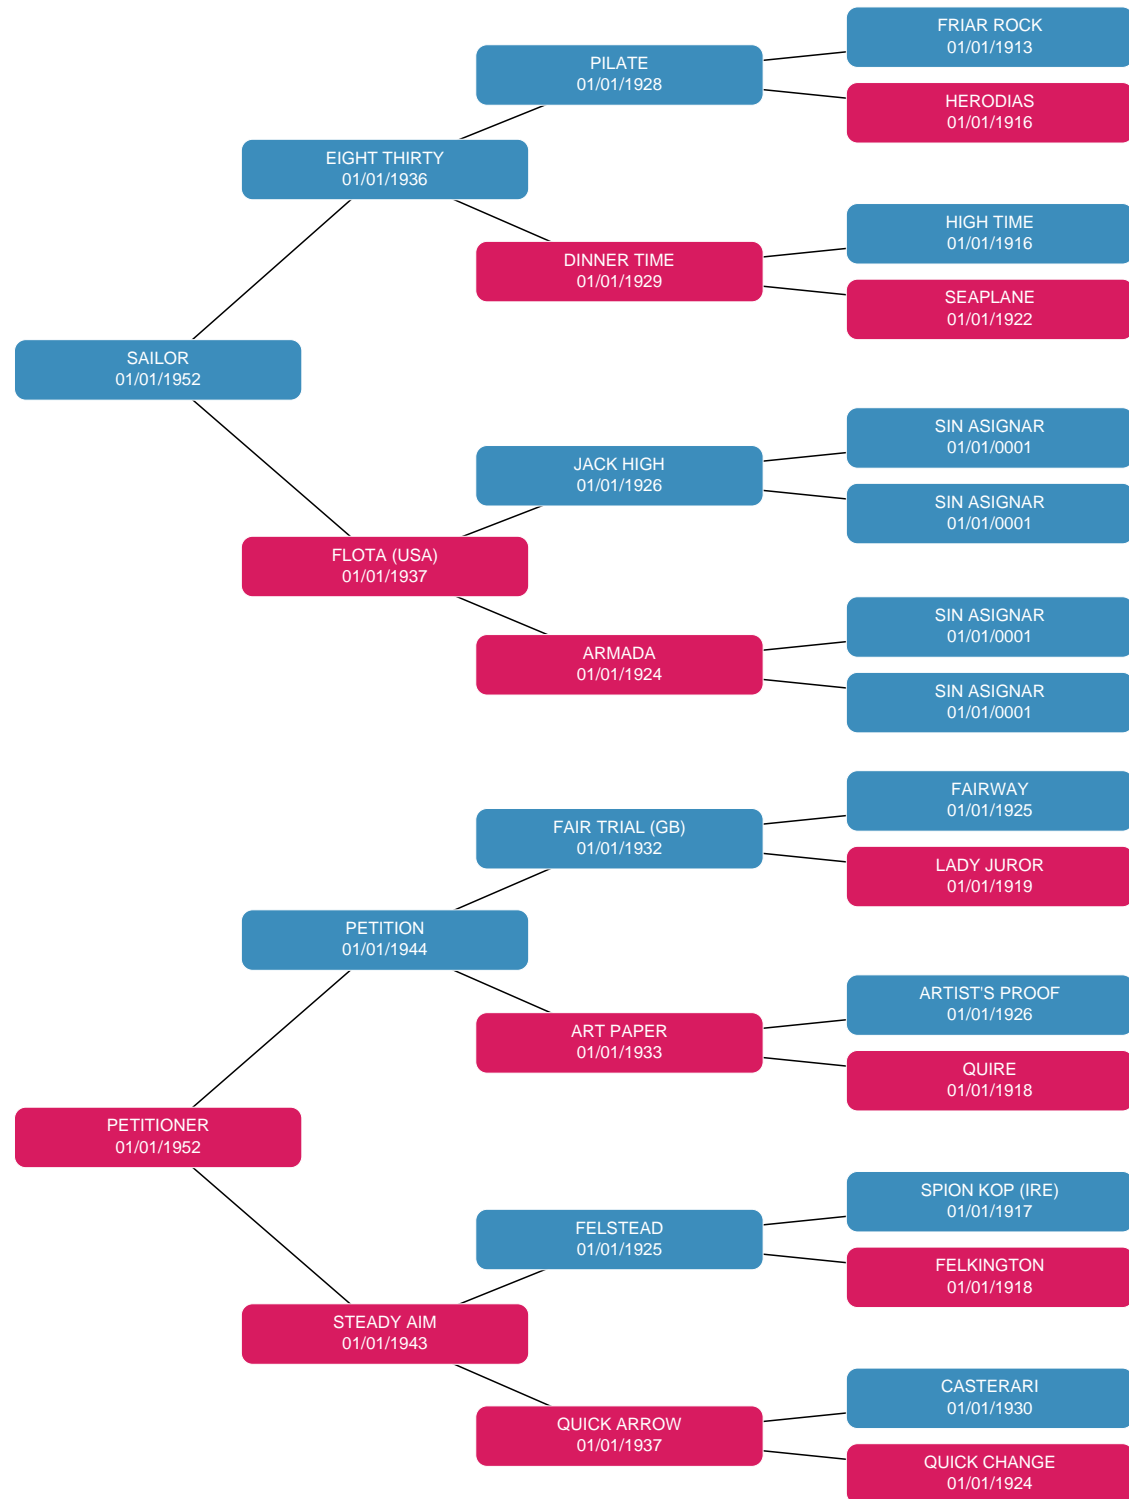 FRIAR ROCK
01/01/1913
PILATE
01/01/1928
HERODIAS
01/01/1916
EIGHT THIRTY
01/01/1936
HIGH TIME
01/01/1916
DINNER TIME
01/01/1929
SEAPLANE
01/01/1922
SAILOR
01/01/1952
SIN ASIGNAR
01/01/0001
JACK HIGH
01/01/1926
SIN ASIGNAR
01/01/0001
FLOTA (USA)
01/01/1937
SIN ASIGNAR
01/01/0001
ARMADA
01/01/1924
SIN ASIGNAR
01/01/0001
FAIRWAY
01/01/1925
FAIR TRIAL (GB)
01/01/1932
LADY JUROR
01/01/1919
PETITION
01/01/1944
ARTIST'S PROOF
01/01/1926
ART PAPER
01/01/1933
QUIRE
01/01/1918
PETITIONER
01/01/1952
SPION KOP (IRE)
01/01/1917
FELSTEAD
01/01/1925
FELKINGTON
01/01/1918
STEADY AIM
01/01/1943
CASTERARI
01/01/1930
QUICK ARROW
01/01/1937
QUICK CHANGE
01/01/1924